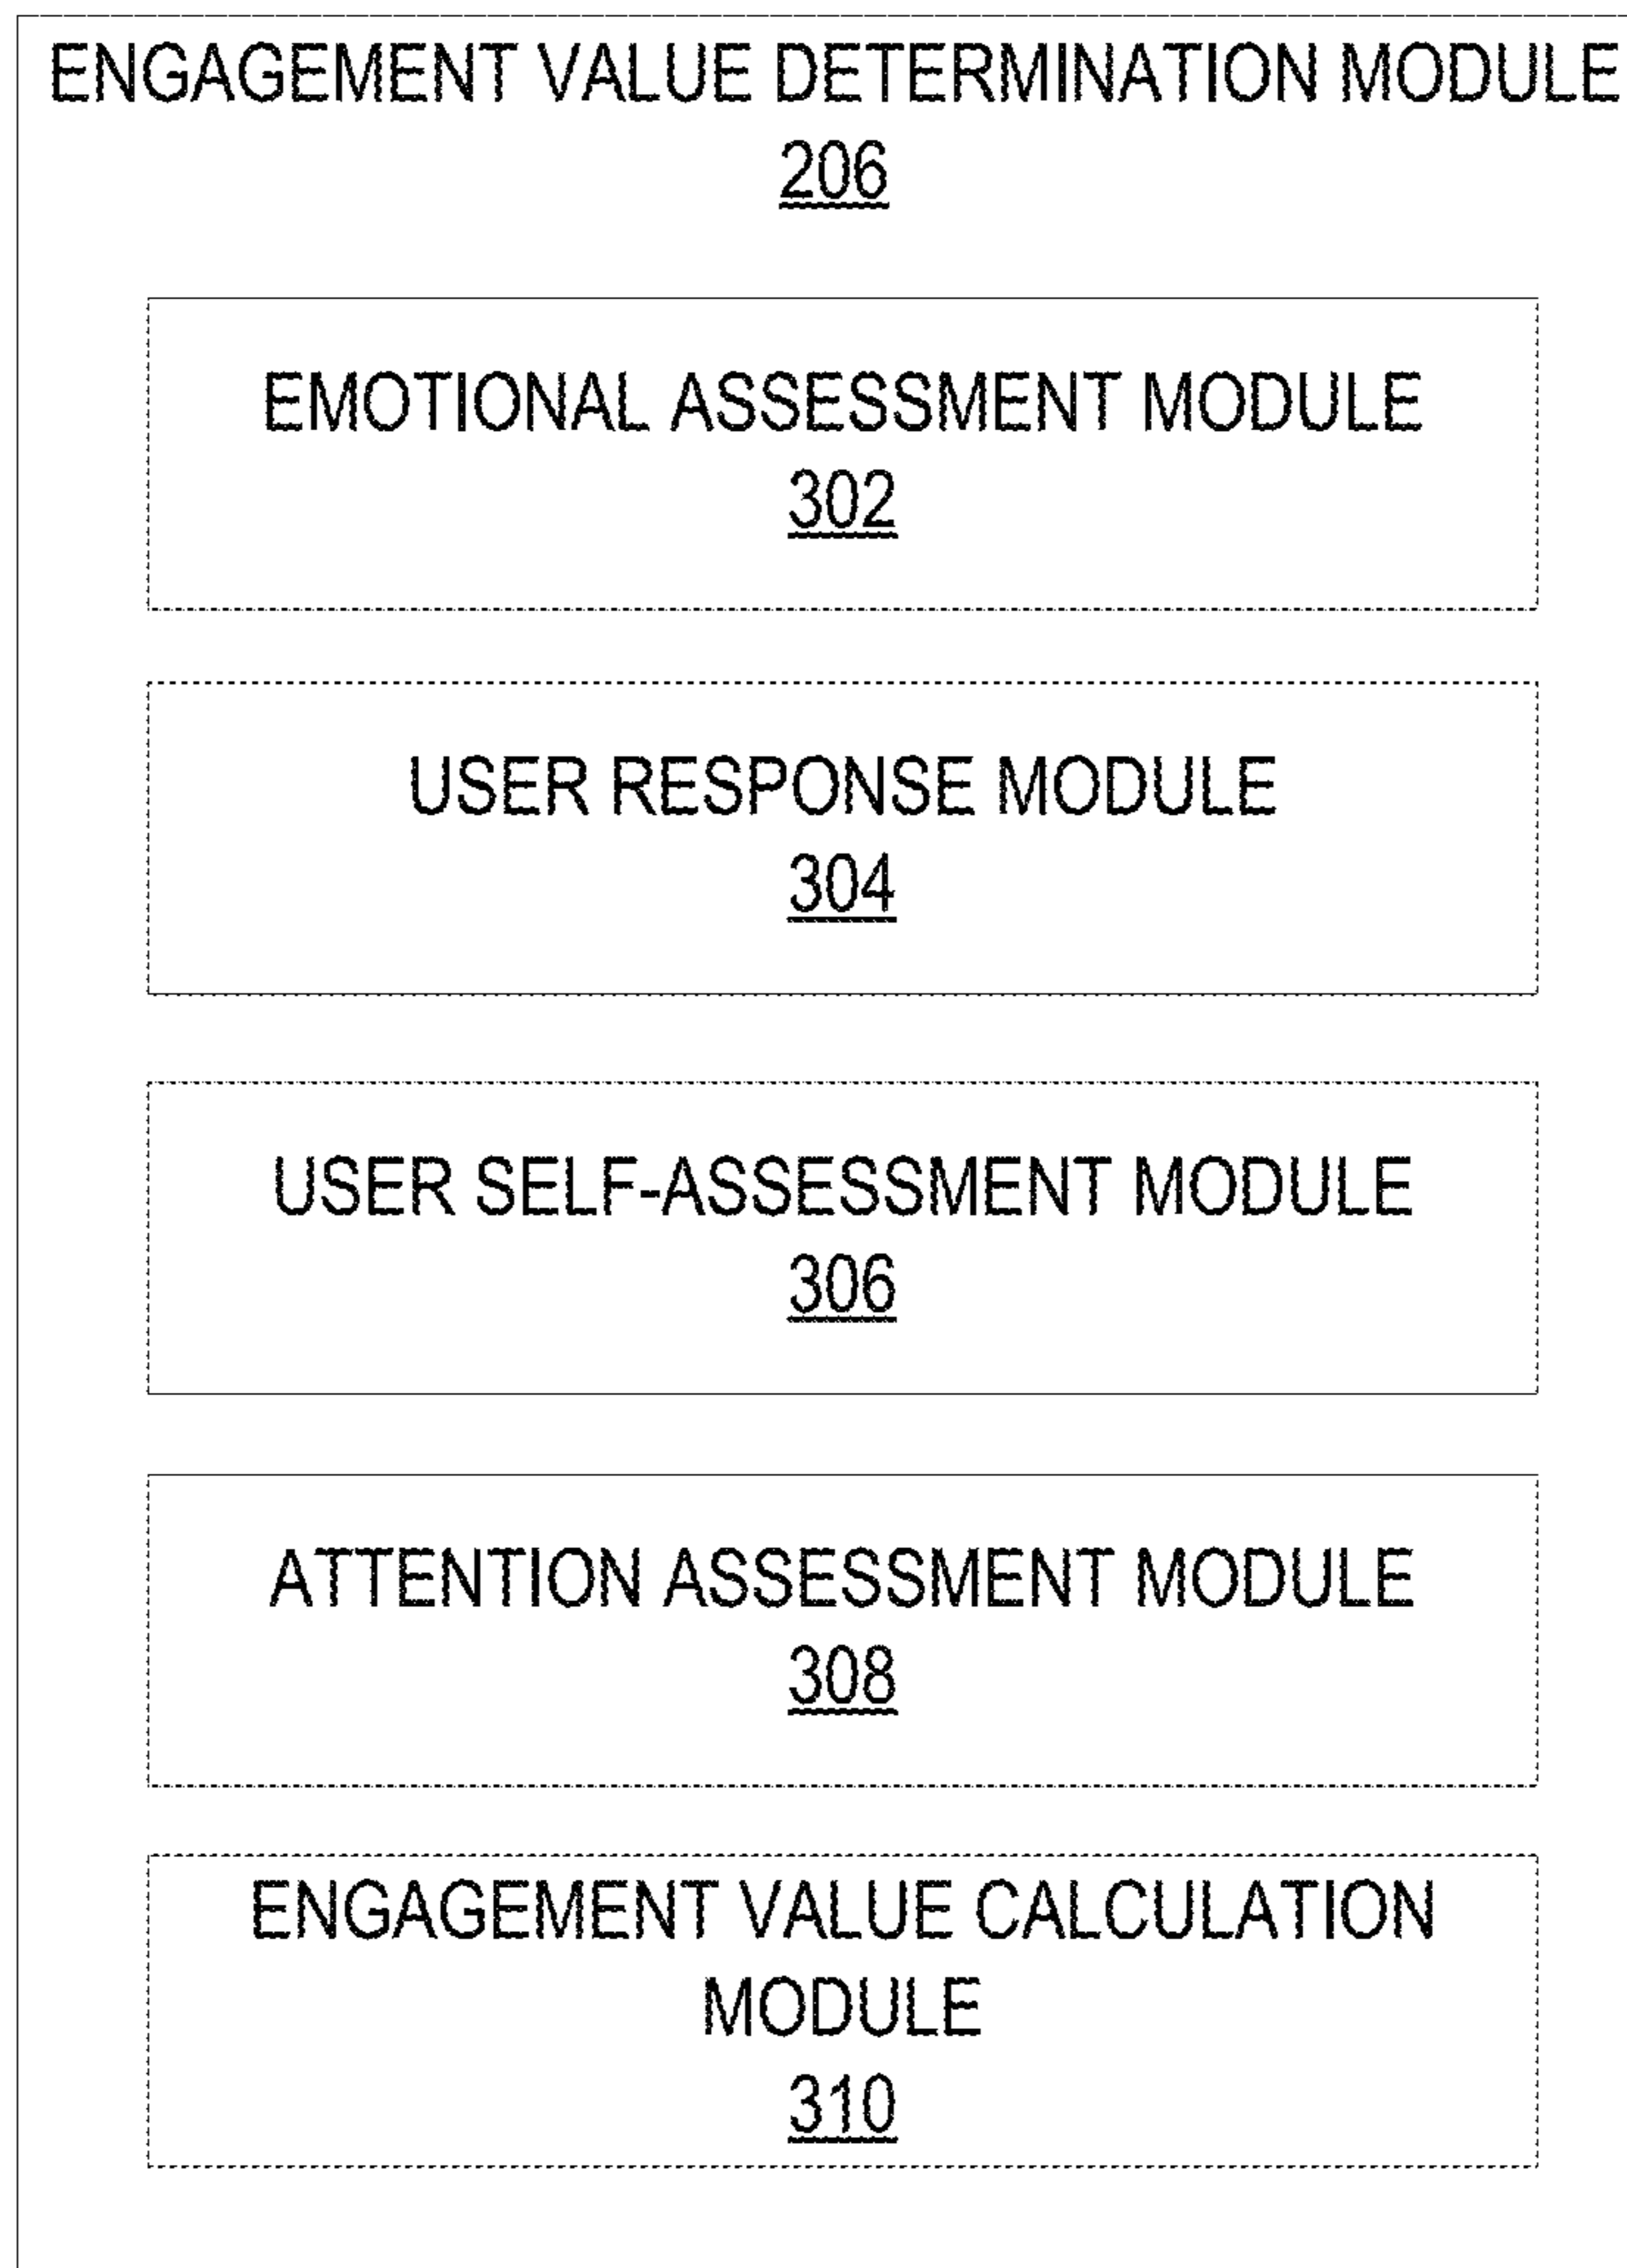 ENGAGEMENT VALUE DETERMINATION MODULE
206
EMOTIONAL ASSESSMENT MODULE
302
USER RESPONSE MODULE
304
USER SELF-ASSESSMENT MODULE
306
ATTENTION ASSESSMENT MODULE
308
ENGAGEMENT VALUE CALCULATION
MODULE
310